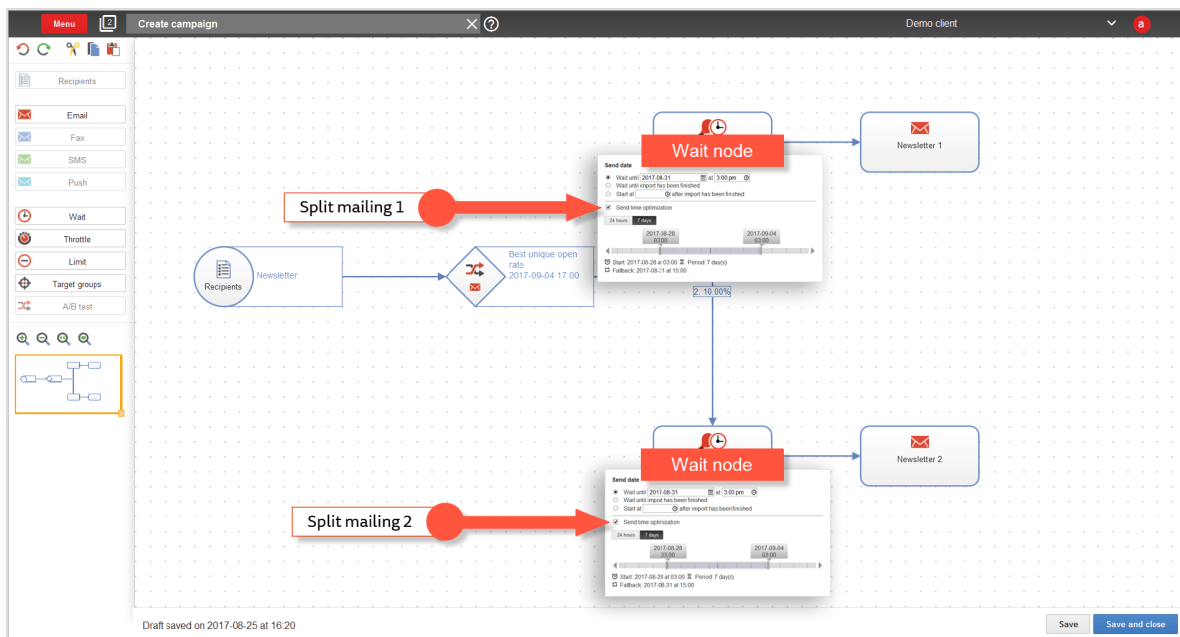 Menu
2
Create campaign
Demo client
a
Recipients
Email
Fax
SMS
Push
Wait
Throttle
Limit
Target groups
A/B test
Wait node
Newsletter 1
Send date
Wait until 2017-08-31 at 3:00 pm
Wait until import has been finished
Start at after import has been finished
Send time optimization
24 hours 7 days
2017-08-28 2017-09-04
03:00 03:00
Start: 2017-08-28 at 03:00 Period: 7 day(s)
Fallback: 2017-08-31 at 15:00
Split mailing 1
Recipients
Newsletter
Best unique open
rate
2017-09-04 17:00
2. 10.00%
Wait node
Newsletter 2
Send date
Wait until 2017-08-31 at 3:00 pm
Wait until import has been finished
Start at after import has been finished
Send time optimization
24 hours 7 days
2017-08-28 2017-09-04
03:00 03:00
Start: 2017-08-28 at 03:00 Period: 7 day(s)
Fallback: 2017-08-31 at 15:00
Split mailing 2
Draft saved on 2017-08-25 at 16:20
Save
Save and close